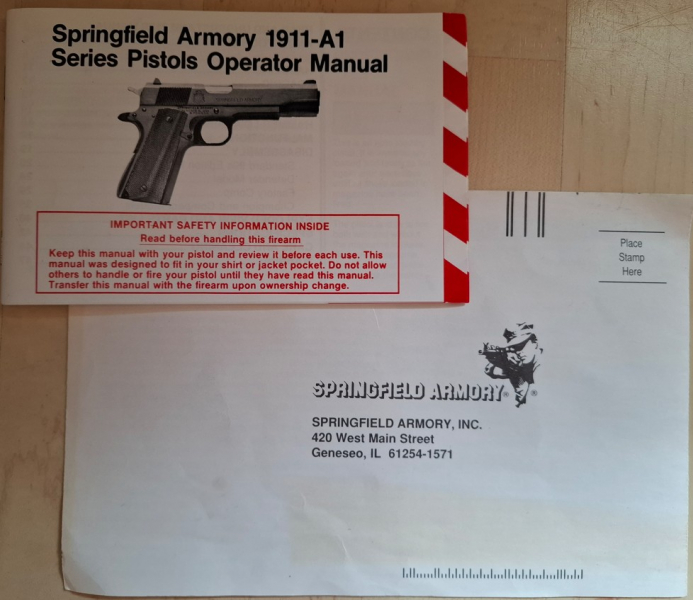 Springfield Armory 1911-A1
Series Pistols Operator Manual
IMPORTANT SAFETY INFORMATION INSIDE
Read before handling this firearm
Keep this manual with your pistol and review it before each use. This
manual was designed to fit in your shirt or jacket pocket. Do not allow
others to handle or fire your pistol until they have read this manual.
Transfer this manual with the firearm upon ownership change.
Place
Stamp
Here
SPRINGFIELD ARMORY® ®
SPRINGFIELD ARMORY, INC.
420 West Main Street
Geneseo, IL 61254-1571